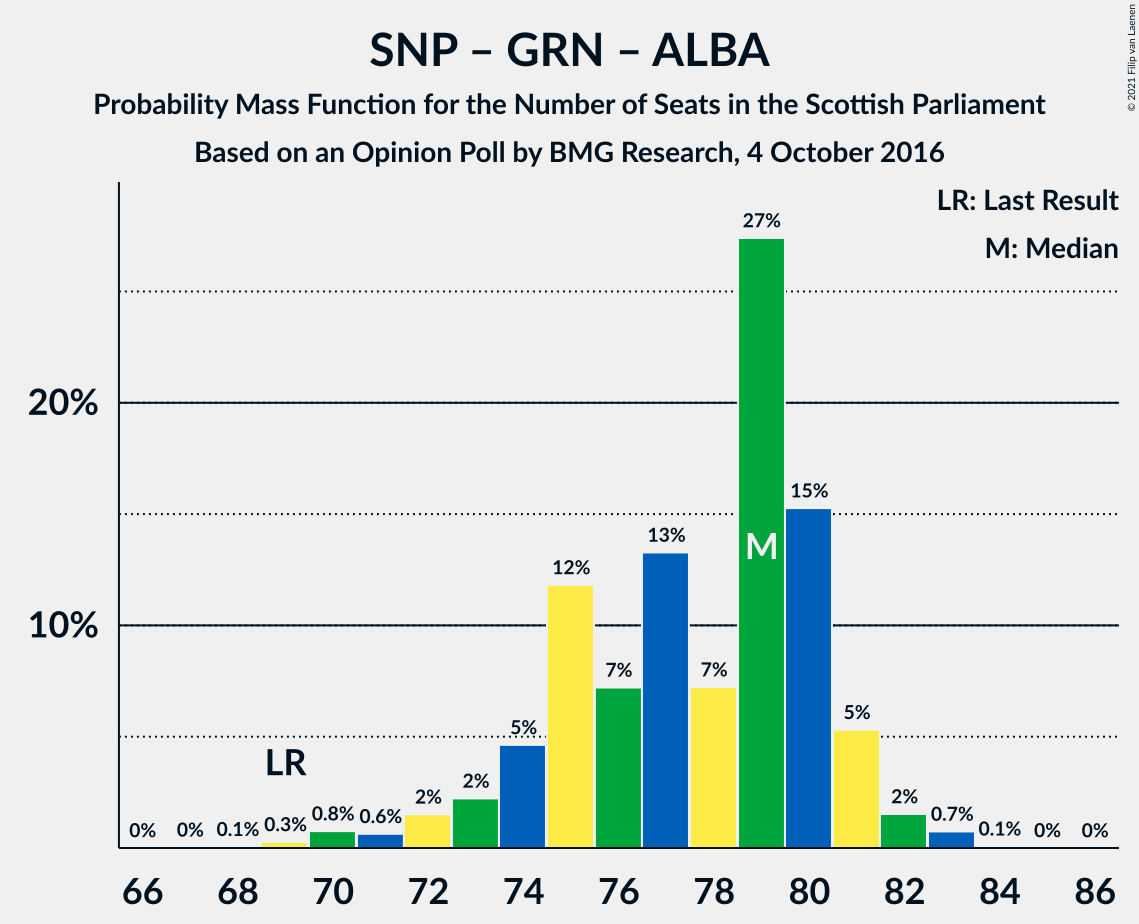 SNP – GRN – ALBA
Probability Mass Function for the Number of Seats in the Scottish Parliament
Based on an Opinion Poll by BMG Research, 4 October 2016
© 2021 Filip van Laenen
LR: Last Result
M: Median
27%
20%
15%
M
13%
12%
10%
7%
7%
5%
5%
LR
2%
2%
2%
0%
0%
0.1%
0.3%
0.8%
0.6%
0.7%
0.1%
0%
0%
66 68 70 72 74 76 78 80 82 84 86